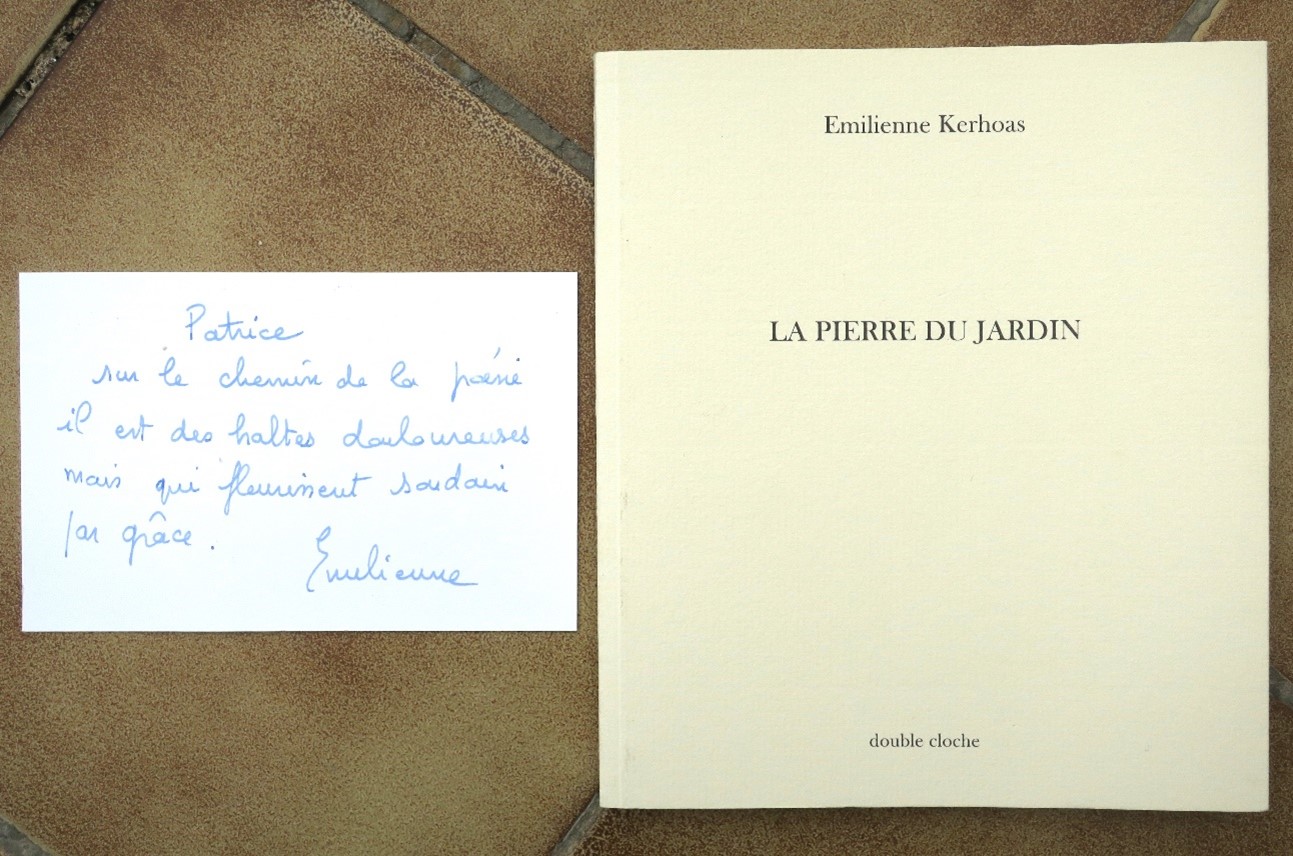 Patrice
sur le chemin de la poésie
il est des haltes douloureuses
mais qui fleurissent soudain
par grâce.
Emilienne
Emilienne Kerhoas
LA PIERRE DU JARDIN
double cloche